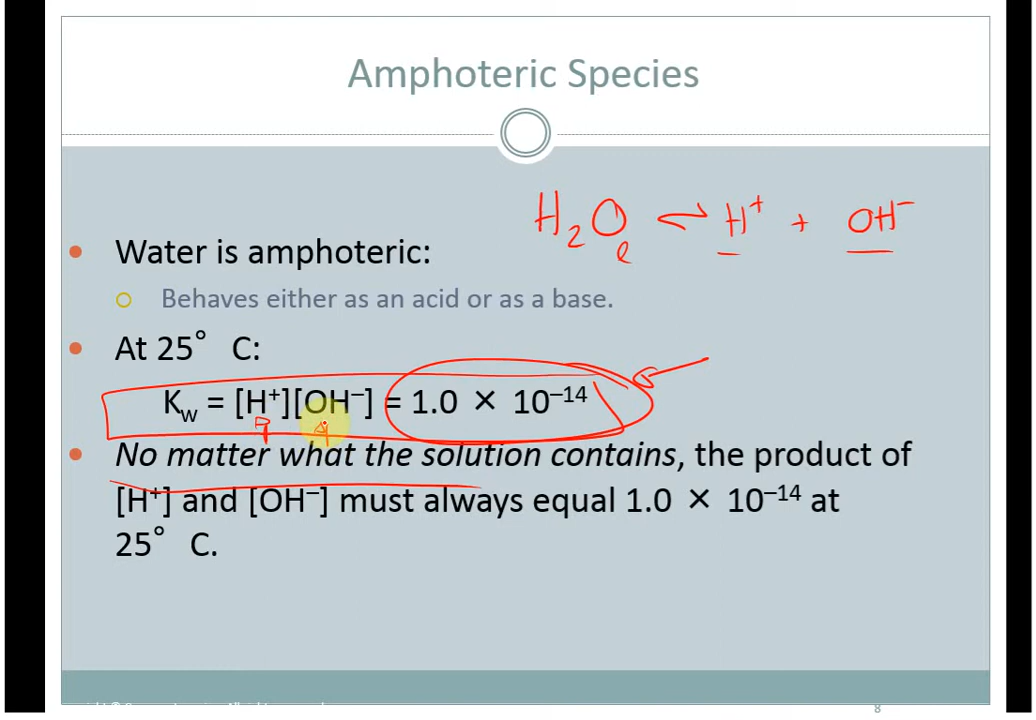 Amphoteric Species
H₂O ℓ ⇌ H⁺ + OH⁻
• Water is amphoteric:
○ Behaves either as an acid or as a base.
• At 25° C:
K_w = [H⁺][OH⁻] = 1.0 × 10⁻¹⁴
• No matter what the solution contains, the product of
[H⁺] and [OH⁻] must always equal 1.0 × 10⁻¹⁴ at
25° C.
8